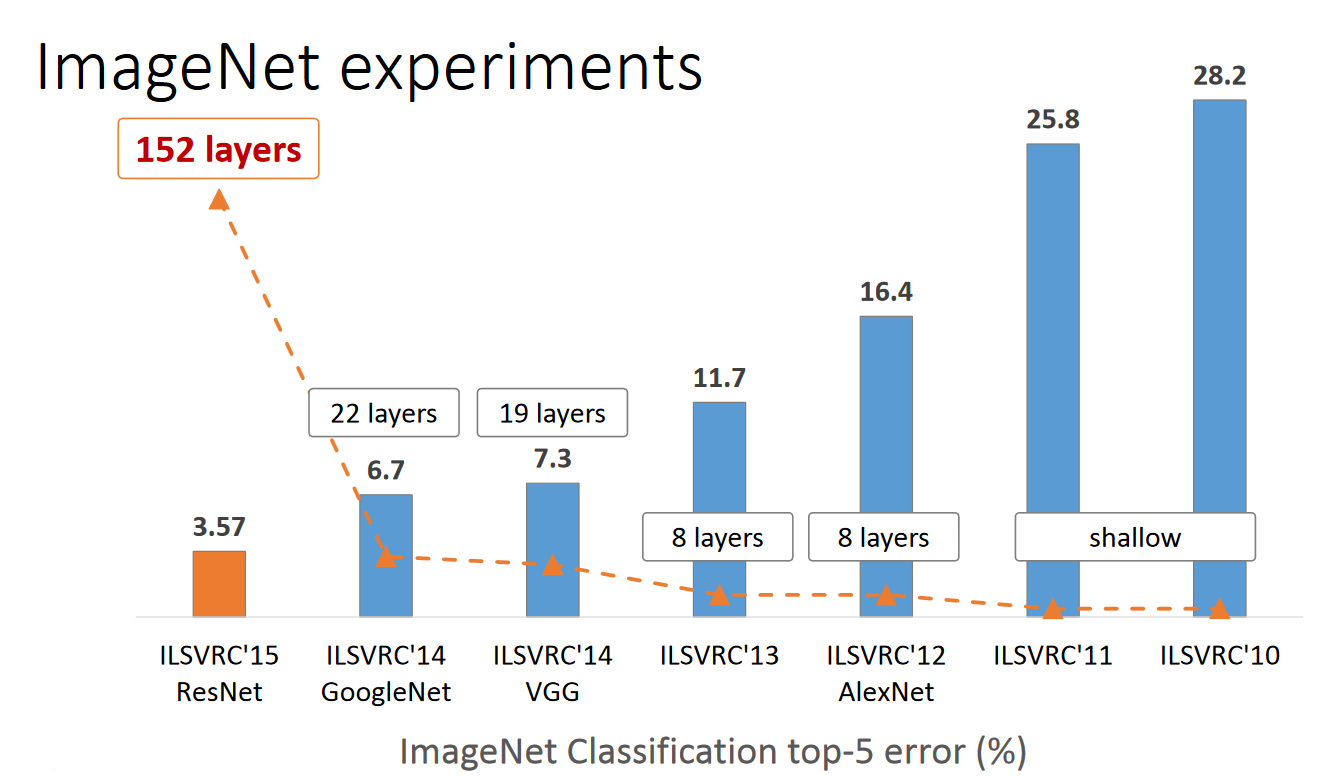 ImageNet experiments
152 layers
22 layers
19 layers
8 layers
8 layers
shallow
3.57
6.7
7.3
11.7
16.4
25.8
28.2
ILSVRC'15
ResNet
ILSVRC'14
GoogleNet
ILSVRC'14
VGG
ILSVRC'13
ILSVRC'12
AlexNet
ILSVRC'11
ILSVRC'10
ImageNet Classification top-5 error (%)